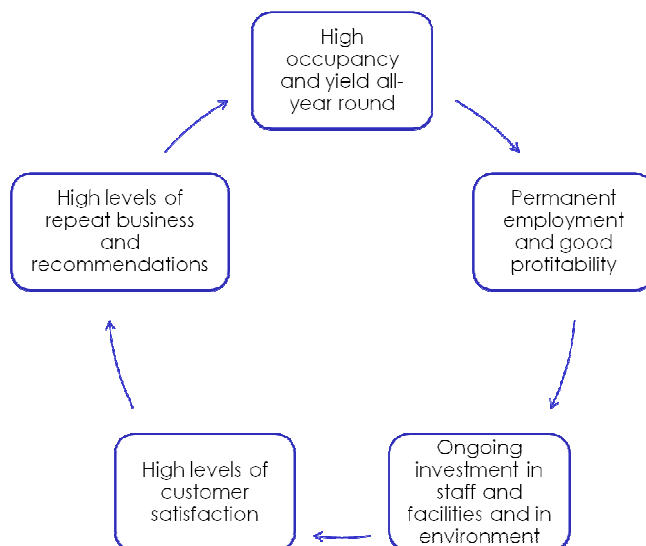 High
occupancy
and yield all-
year round
High levels of
repeat business
and
recommendations
Permanent
employment
and good
profitability
High levels of
customer
satisfaction
Ongoing
investment in
staff and
facilities and in
environment